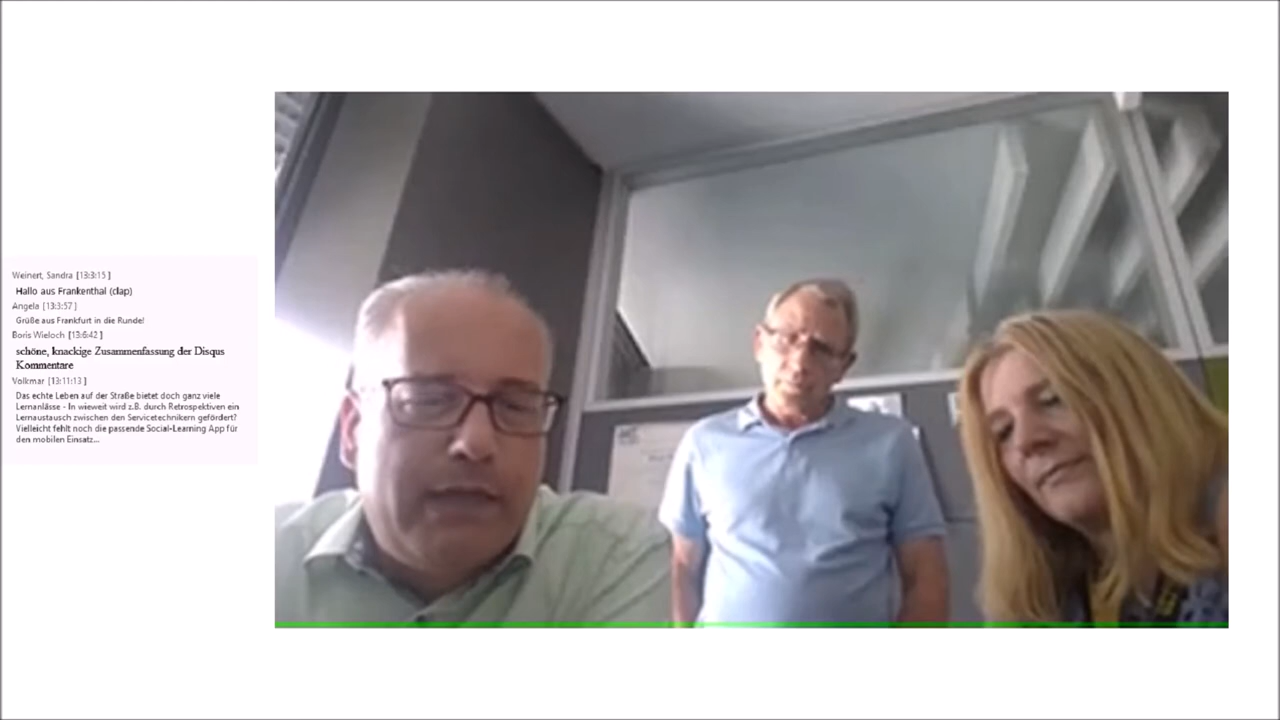 Weinert, Sandra [13:3:15 ]
Hallo aus Frankenthal (clap)
Angela [13:3:57 ]
Grüße aus Frankfurt in die Runde!
Boris Wieloch [13:6:42 ]
schöne, knackige Zusammenfassung der Disqus
Kommentare
Volkmar [13:11:13 ]
Das echte Leben auf der Straße bietet doch ganz viele
Lernanlässe - In wieweit wird z.B. durch Retrospektiven ein
Lernaustausch zwischen den Servicetechnikern gefördert?
Vielleicht fehlt noch die passende Social-Learning App für
den mobilen Einsatz...